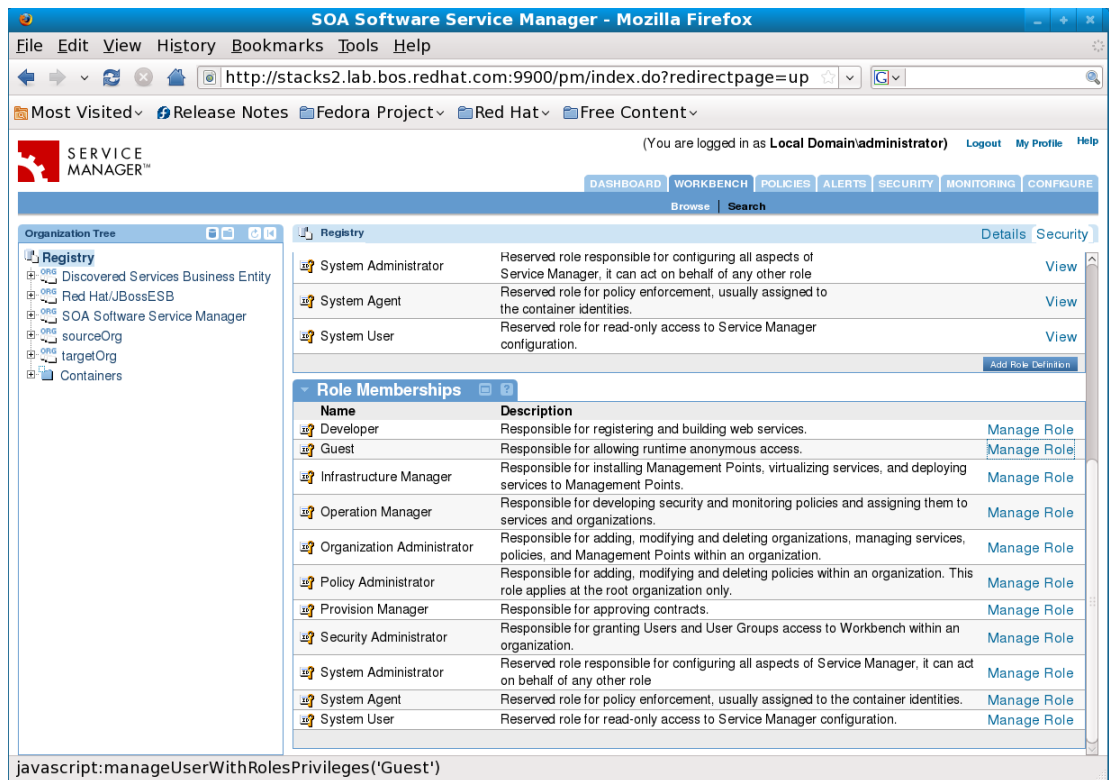 SOA Software Service Manager - Mozilla Firefox
File Edit View History Bookmarks Tools Help
http://stacks2.lab.bos.redhat.com:9900/pm/index.do?redirectpage=up
G
Most Visited Release Notes Fedora Project Red Hat Free Content
SERVICE
MANAGER™
(You are logged in as Local Domain\administrator) Logout My Profile Help
DASHBOARD WORKBENCH POLICIES ALERTS SECURITY MONITORING CONFIGURE
Browse | Search
Organization Tree
Registry
ORG Discovered Services Business Entity
ORG Red Hat/JBossESB
ORG SOA Software Service Manager
ORG sourceOrg
ORG targetOrg
Containers
Registry Details Security
System Administrator Reserved role responsible for configuring all aspects of
Service Manager, it can act on behalf of any other role View
System Agent Reserved role for policy enforcement, usually assigned to
the container identities. View
System User Reserved role for read-only access to Service Manager
configuration. View
Add Role Definition
Role Memberships ?
Name Description
Developer Responsible for registering and building web services. Manage Role
Guest Responsible for allowing runtime anonymous access. Manage Role
Infrastructure Manager Responsible for installing Management Points, virtualizing services, and deploying
services to Management Points. Manage Role
Operation Manager Responsible for developing security and monitoring policies and assigning them to
services and organizations. Manage Role
Organization Administrator Responsible for adding, modifying and deleting organizations, managing services,
policies, and Management Points within an organization. Manage Role
Policy Administrator Responsible for adding, modifying and deleting policies within an organization. This
role applies at the root organization only. Manage Role
Provision Manager Responsible for approving contracts. Manage Role
Security Administrator Responsible for granting Users and User Groups access to Workbench within an
organization. Manage Role
System Administrator Reserved role responsible for configuring all aspects of Service Manager, it can act
on behalf of any other role Manage Role
System Agent Reserved role for policy enforcement, usually assigned to the container identities. Manage Role
System User Reserved role for read-only access to Service Manager configuration. Manage Role
javascript:manageUserWithRolesPrivileges('Guest')